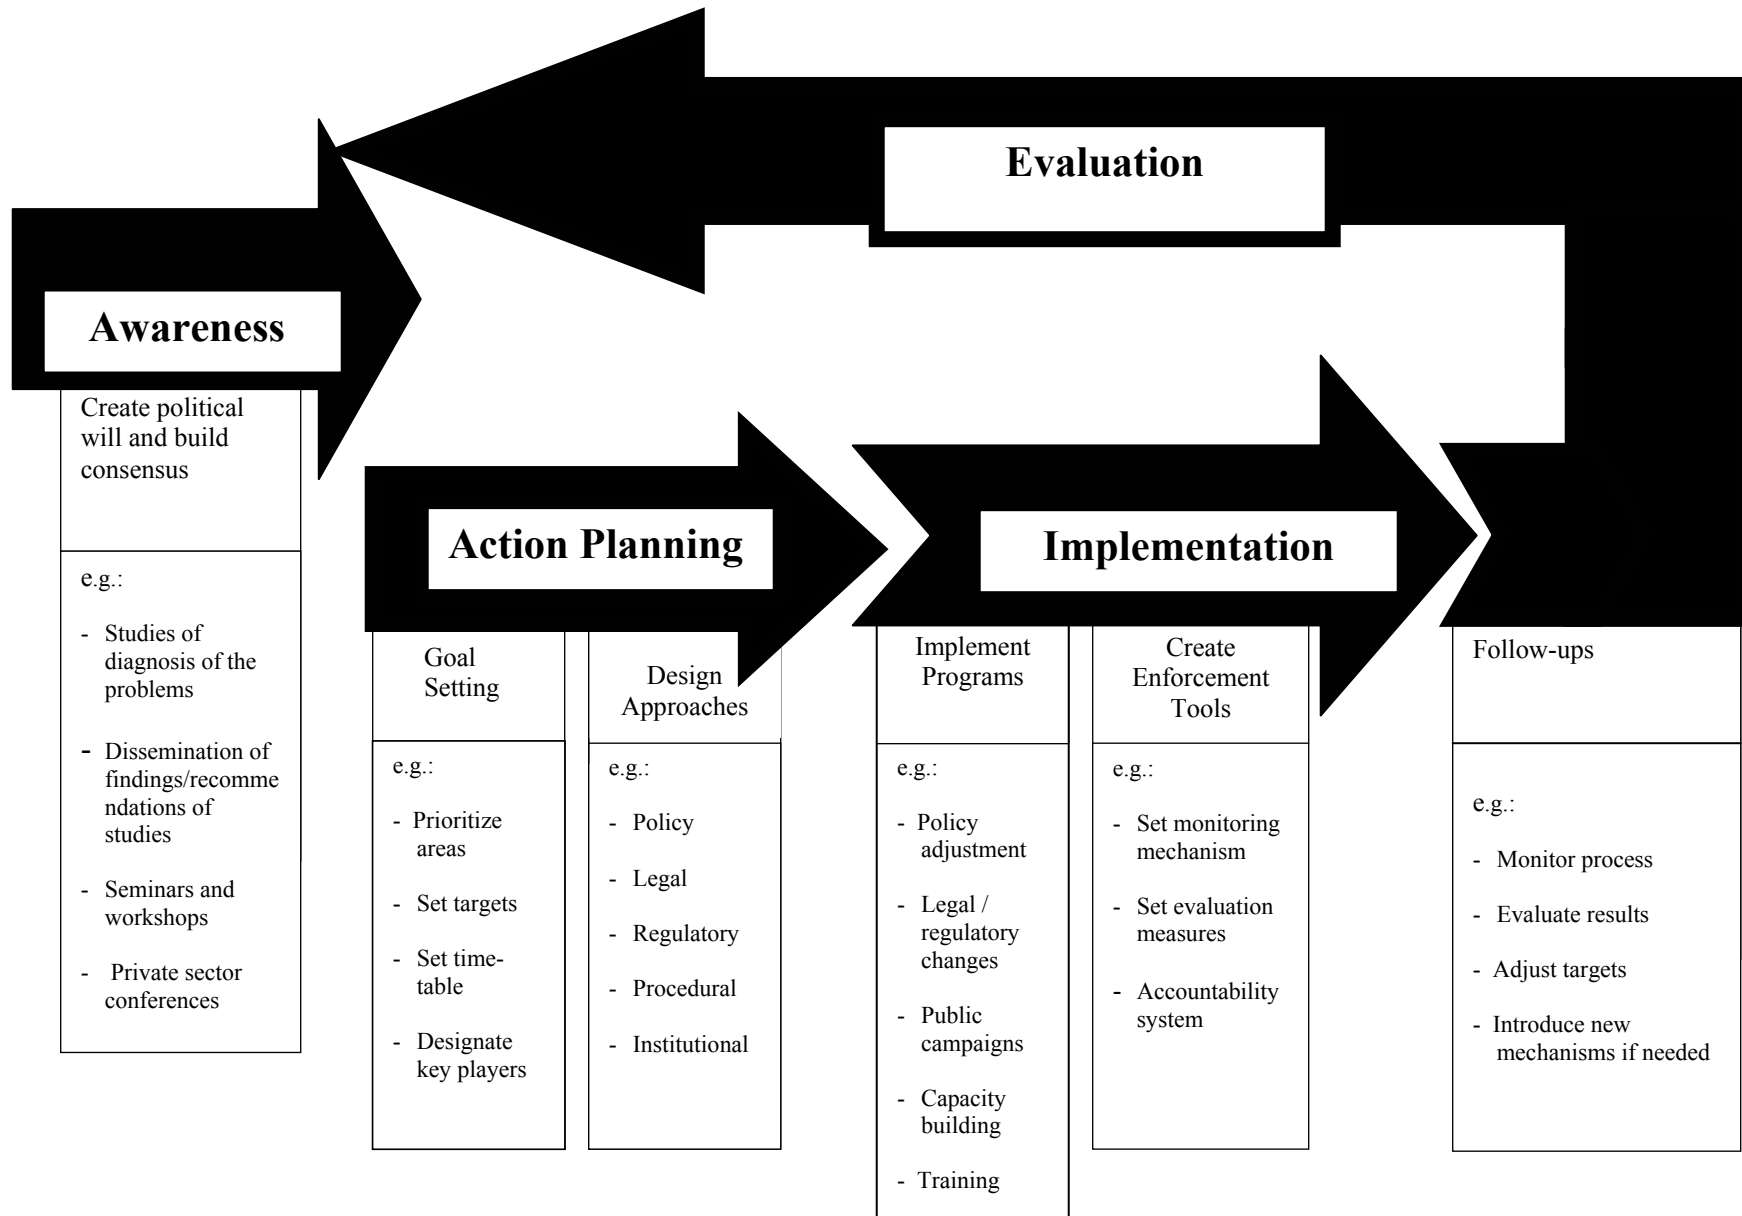 Evaluation
Awareness
Create political
will and build
consensus
e.g.:
- Studies of
diagnosis of the
problems
- Dissemination of
findings/recomme
ndations of
studies
- Seminars and
workshops
- Private sector
conferences
Action Planning
Goal
Setting
e.g.:
- Prioritize
areas
- Set targets
- Set time-
table
- Designate
key players
Design
Approaches
e.g.:
- Policy
- Legal
- Regulatory
- Procedural
- Institutional
Implementation
Implement
Programs
e.g.:
- Policy
adjustment
- Legal /
regulatory
changes
- Public
campaigns
- Capacity
building
- Training
Create
Enforcement
Tools
e.g.:
- Set monitoring
mechanism
- Set evaluation
measures
- Accountability
system
Follow-ups
e.g.:
- Monitor process
- Evaluate results
- Adjust targets
- Introduce new
mechanisms if needed